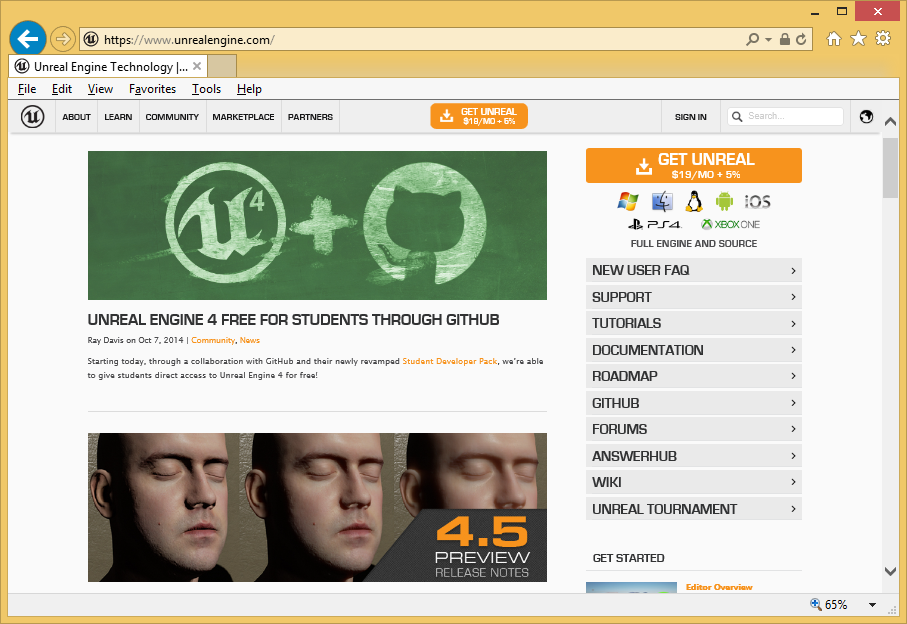 https://www.unrealengine.com/
Unreal Engine Technology |...
File Edit View Favorites Tools Help
ABOUT LEARN COMMUNITY MARKETPLACE PARTNERS
GET UNREAL
$19/MO + 5%
SIGN IN
Search...
4
GET UNREAL
$19/MO + 5%
iOS
PS4
XBOX ONE
FULL ENGINE AND SOURCE
UNREAL ENGINE 4 FREE FOR STUDENTS THROUGH GITHUB
Ray Davis on Oct 7, 2014 | Community, News
Starting today, through a collaboration with GitHub and their newly revamped Student Developer Pack, we're able
to give students direct access to Unreal Engine 4 for free!
4.5
PREVIEW
RELEASE NOTES
NEW USER FAQ
SUPPORT
TUTORIALS
DOCUMENTATION
ROADMAP
GITHUB
FORUMS
ANSWERHUB
WIKI
UNREAL TOURNAMENT
GET STARTED
Editor Overview
65%